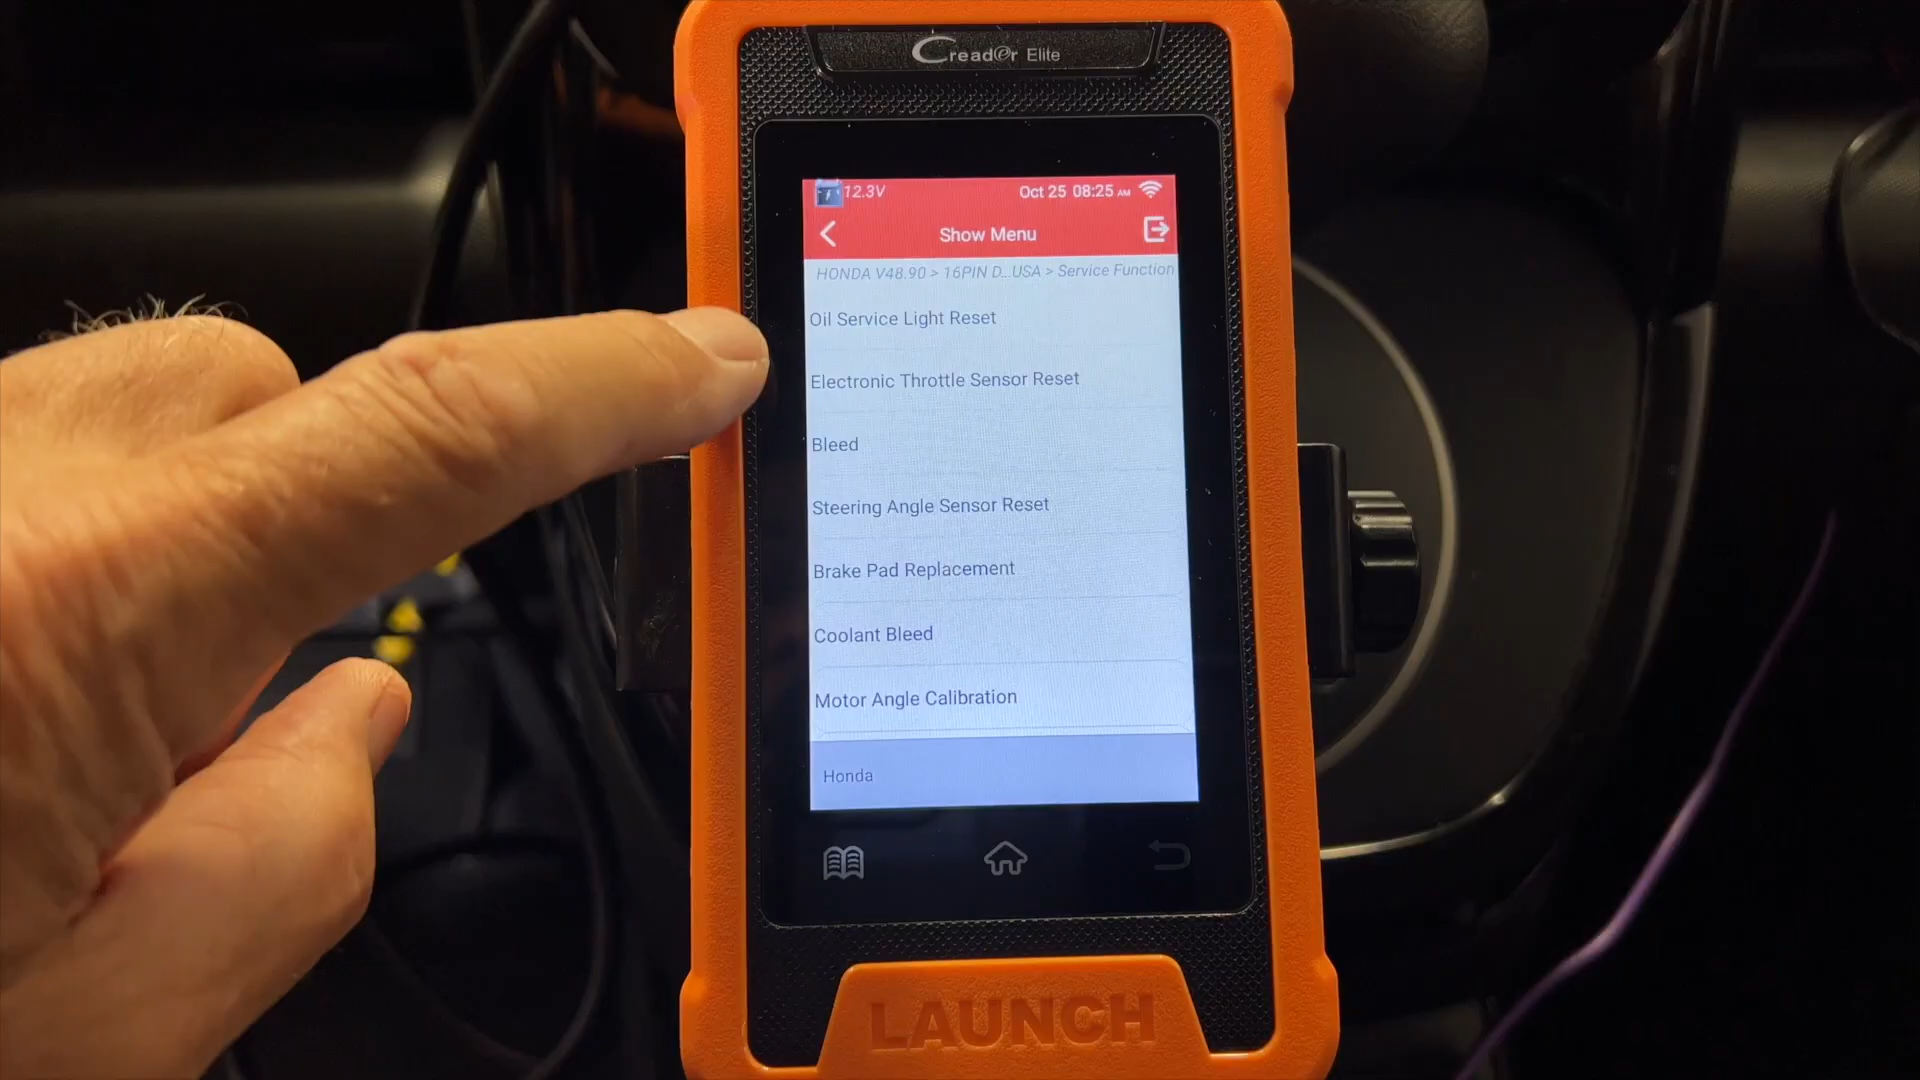 Creader Elite
12.3V Oct 25 08:25 AM
Show Menu
HONDA V48.90 > 16PIN D...USA > Service Function
Oil Service Light Reset
Electronic Throttle Sensor Reset
Bleed
Steering Angle Sensor Reset
Brake Pad Replacement
Coolant Bleed
Motor Angle Calibration
Honda
LAUNCH